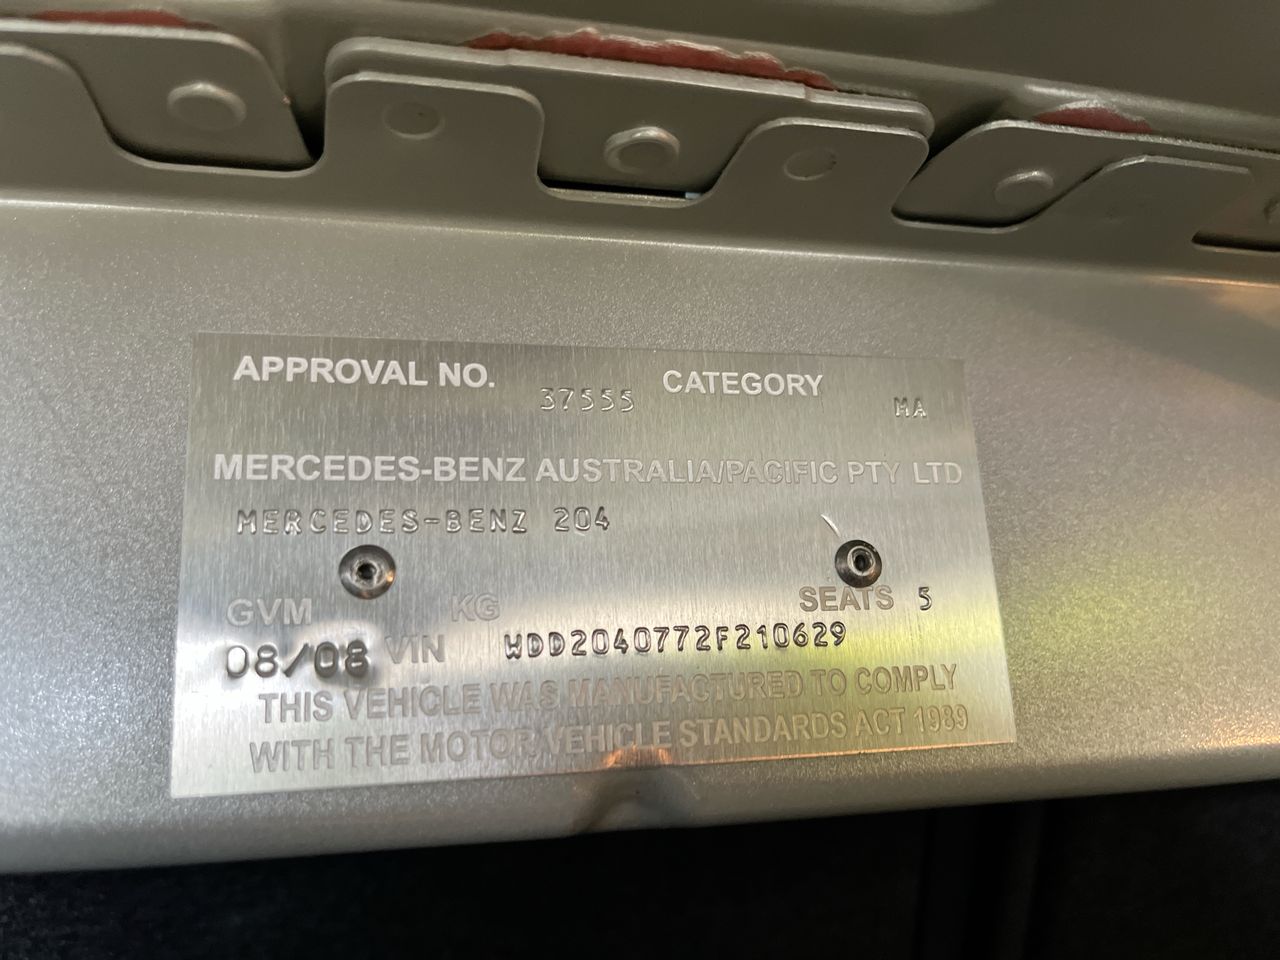 APPROVAL NO. 37555 CATEGORY MA
MERCEDES-BENZ AUSTRALIA/PACIFIC PTY LTD
MERCEDES-BENZ 204
GVM KG SEATS 5
08/08 VIN WDD2040772F210629
THIS VEHICLE WAS MANUFACTURED TO COMPLY
WITH THE MOTOR VEHICLE STANDARDS ACT 1989